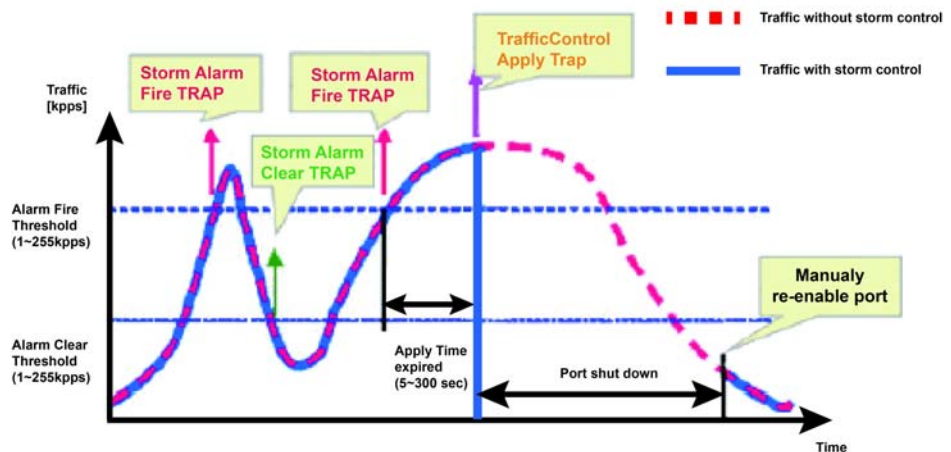 Traffic without storm control
Traffic with storm control
TrafficControl
Apply Trap
Storm Alarm
Fire TRAP
Storm Alarm
Fire TRAP
Traffic
[kpps]
Storm Alarm
Clear TRAP
Alarm Fire
Threshold
(1~255kpps)
Manualy
re-enable port
Alarm Clear
Threshold
(1~255kpps)
Apply Time
expired
(5~300 sec)
Port shut down
Time